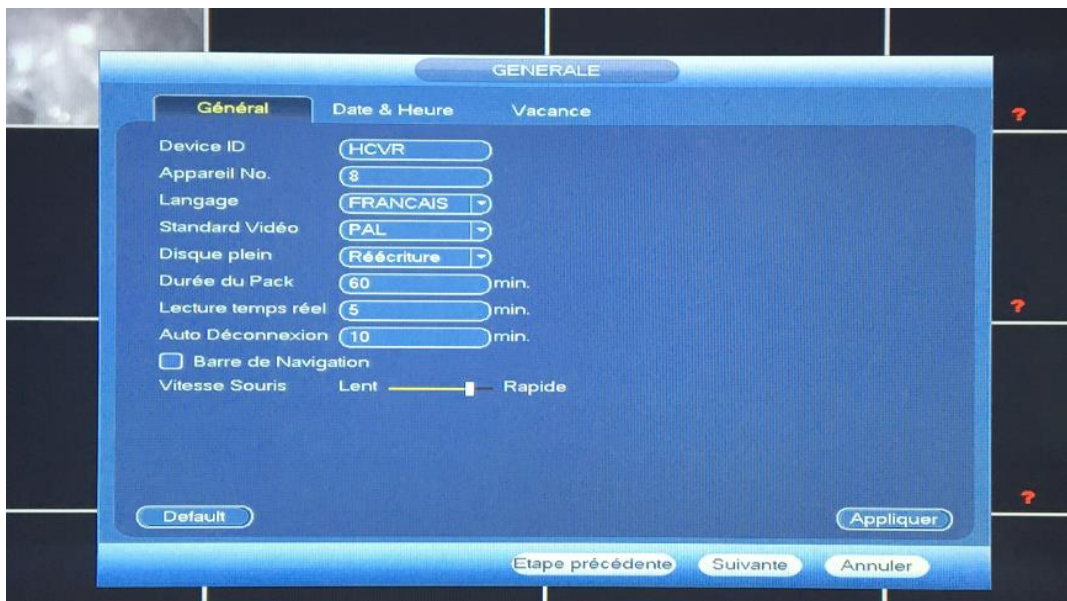 GENERALE
Général Date & Heure Vacance
?
Device ID HCVR
Appareil No. 8
Langage FRANCAIS
Standard Vidéo PAL
Disque plein Réécriture
Durée du Pack 60 min.
?
Lecture temps réel 5 min.
Auto Déconnexion 10 min.
Barre de Navigation
Vitesse Souris Lent Rapide
?
Default Appliquer
Etape précédente Suivante Annuler